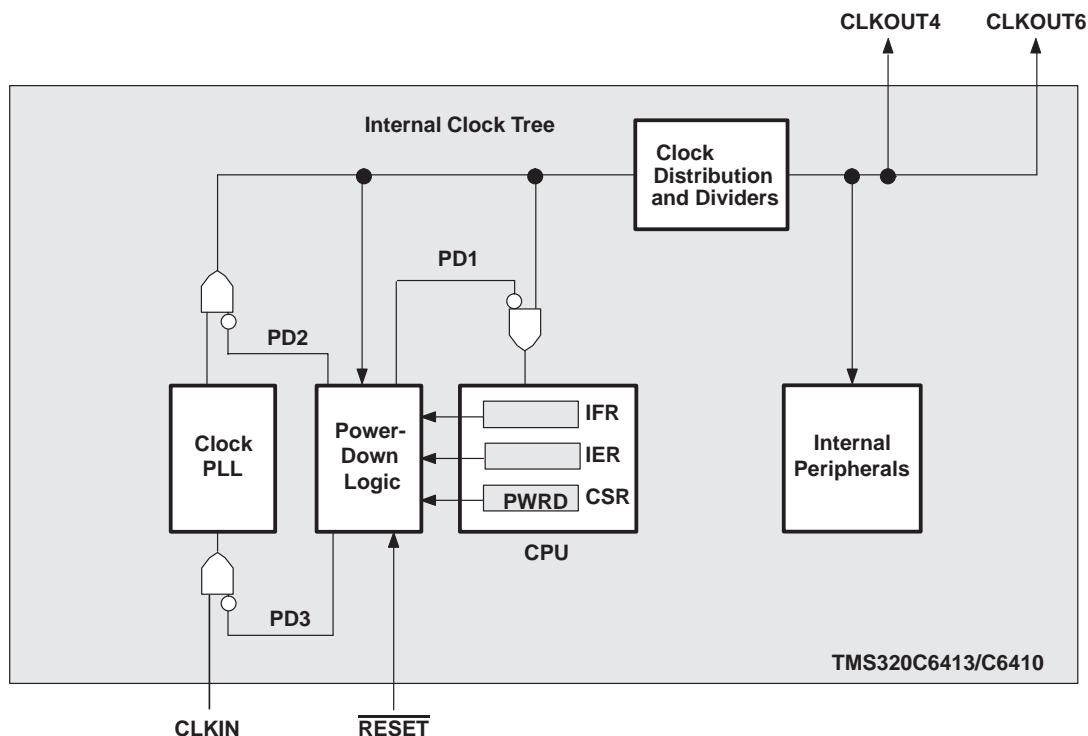 CLKOUT4 CLKOUT6
Internal Clock Tree
Clock
Distribution
and Dividers
PD1
PD2
Clock
PLL
Power-
Down
Logic
IFR
IER
PWRD CSR
CPU
Internal
Peripherals
PD3
TMS320C6413/C6410
CLKIN RESET